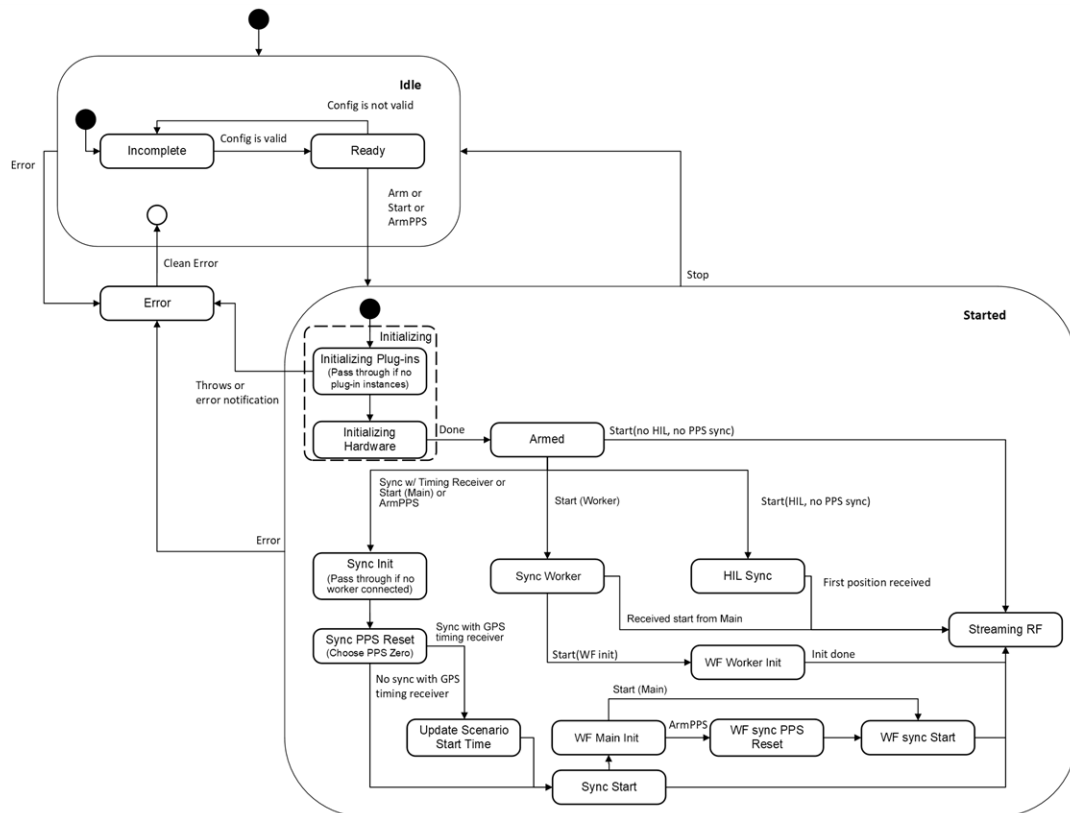 Idle
Config is not valid
Config is valid
Incomplete
Ready
Error
Arm or
Start or
ArmPPS
Clean Error
Stop
Error
Started
Initializing
Initializing Plug-ins
(Pass through if no
plug-in instances)
Throws or
error notification
Initializing
Hardware
Done
Armed
Start(no HIL, no PPS sync)
Sync w/ Timing Receiver or
Start (Main) or
ArmPPS
Start (Worker)
Start(HIL, no PPS sync)
Error
Sync Init
(Pass through if no
worker connected)
Sync Worker
HIL Sync
First position received
Received start from Main
Streaming RF
Sync PPS Reset
(Choose PPS Zero)
Sync with GPS
timing receiver
Start(WF init)
WF Worker Init
Init done
No sync with GPS
timing receiver
Start (Main)
Update Scenario
Start Time
WF Main Init
ArmPPS
WF sync PPS
Reset
WF sync Start
Sync Start